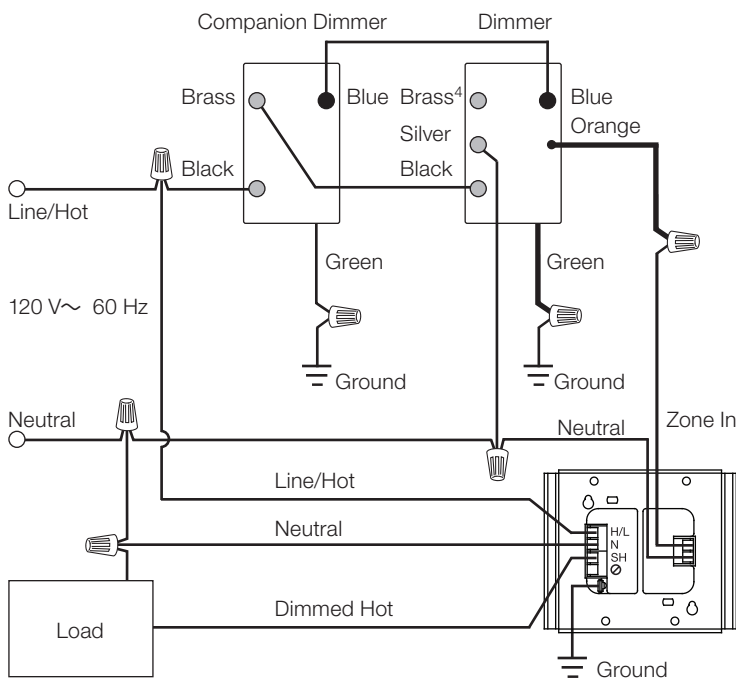 Companion Dimmer
Dimmer
Brass
Blue
Brass⁴
Blue
Orange
Silver
Black
Black
Line/Hot
Green
Green
120 V~ 60 Hz
Ground
Ground
Neutral
Neutral
Zone In
Line/Hot
Neutral
H/L
N
SH
Dimmed Hot
Load
Ground